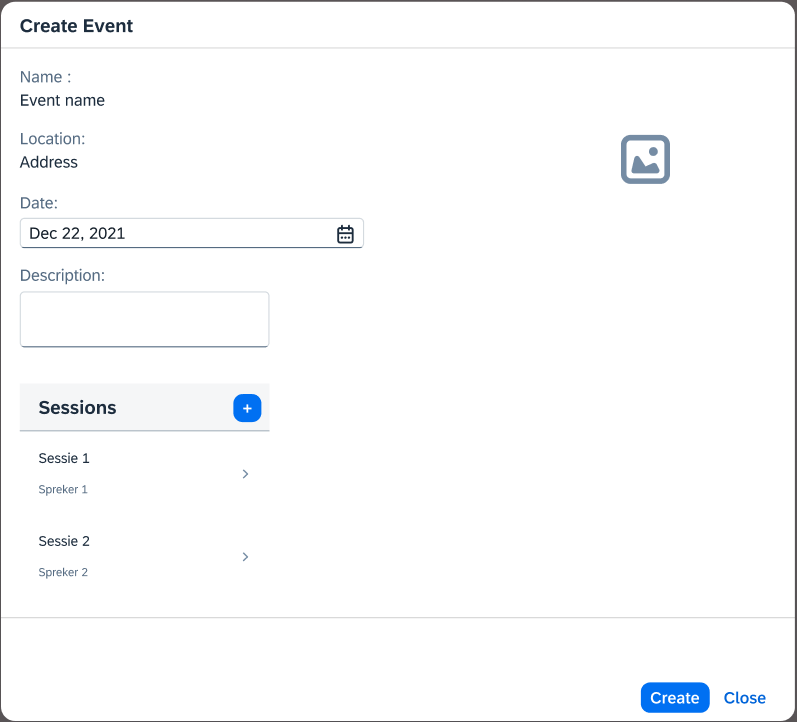 Create Event
Name :
Event name
Location:
Address
Date:
Dec 22, 2021
Description:
Sessions
+
Sessie 1
Spreker 1
Sessie 2
Spreker 2
Create
Close